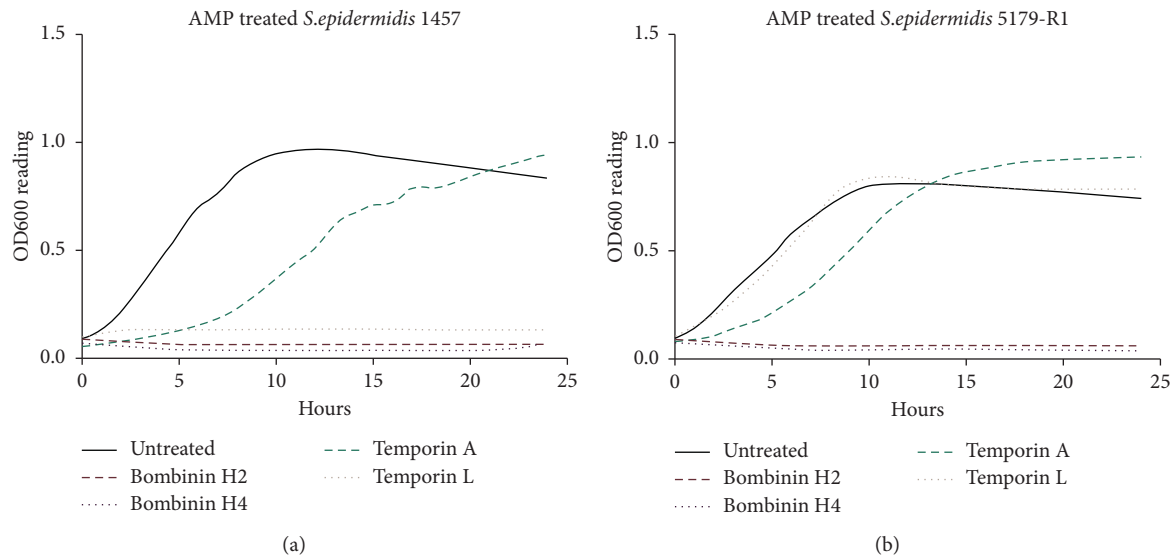 AMP treated S.epidermidis 1457
1.5
1.0
0.5
0.0
OD600 reading
0 5 10 15 20 25
Hours
Untreated
Bombinin H2
Bombinin H4
Temporin A
Temporin L
(a)
AMP treated S.epidermidis 5179-R1
1.5
1.0
0.5
0.0
OD600 reading
0 5 10 15 20 25
Hours
Untreated
Bombinin H2
Bombinin H4
Temporin A
Temporin L
(b)